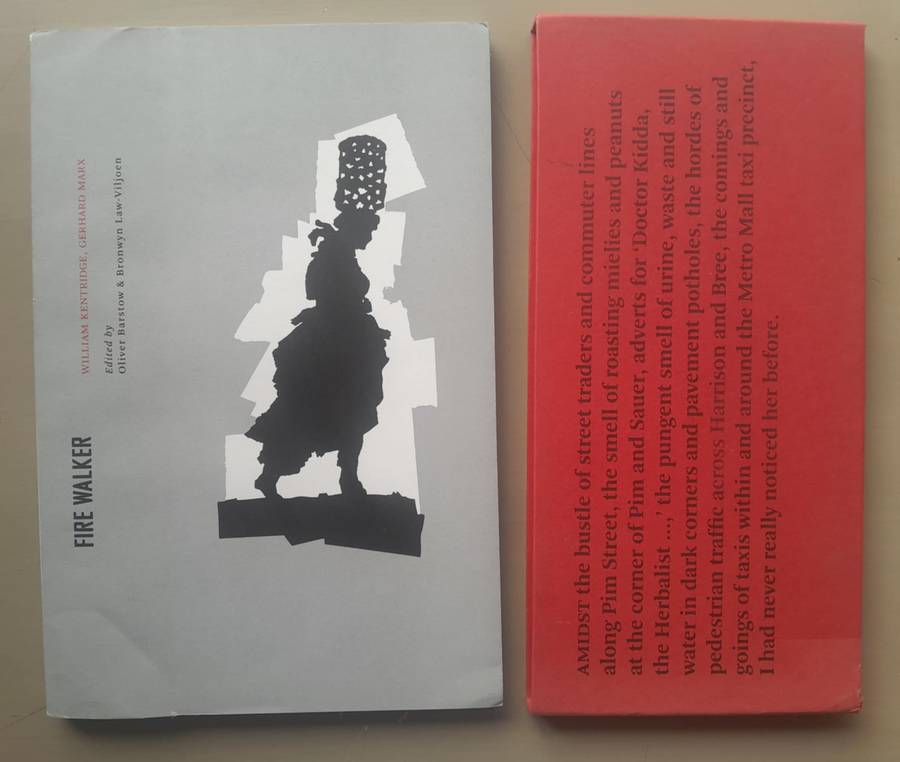 FIRE WALKER
WILLIAM KENTRIDGE, GERHARD MARX
Edited by
Oliver Barstow & Bronwyn Law-Viljoen
AMIDST the bustle of street traders and commuter lines
along Pim Street, the smell of roasting mielies and peanuts
at the corner of Pim and Sauer, adverts for ‘Doctor Kidda,
the Herbalist ...,’ the pungent smell of urine, waste and still
water in dark corners and pavement potholes, the hordes of
pedestrian traffic across Harrison and Bree, the comings and
goings of taxis within and around the Metro Mall taxi precinct,
I had never really noticed her before.